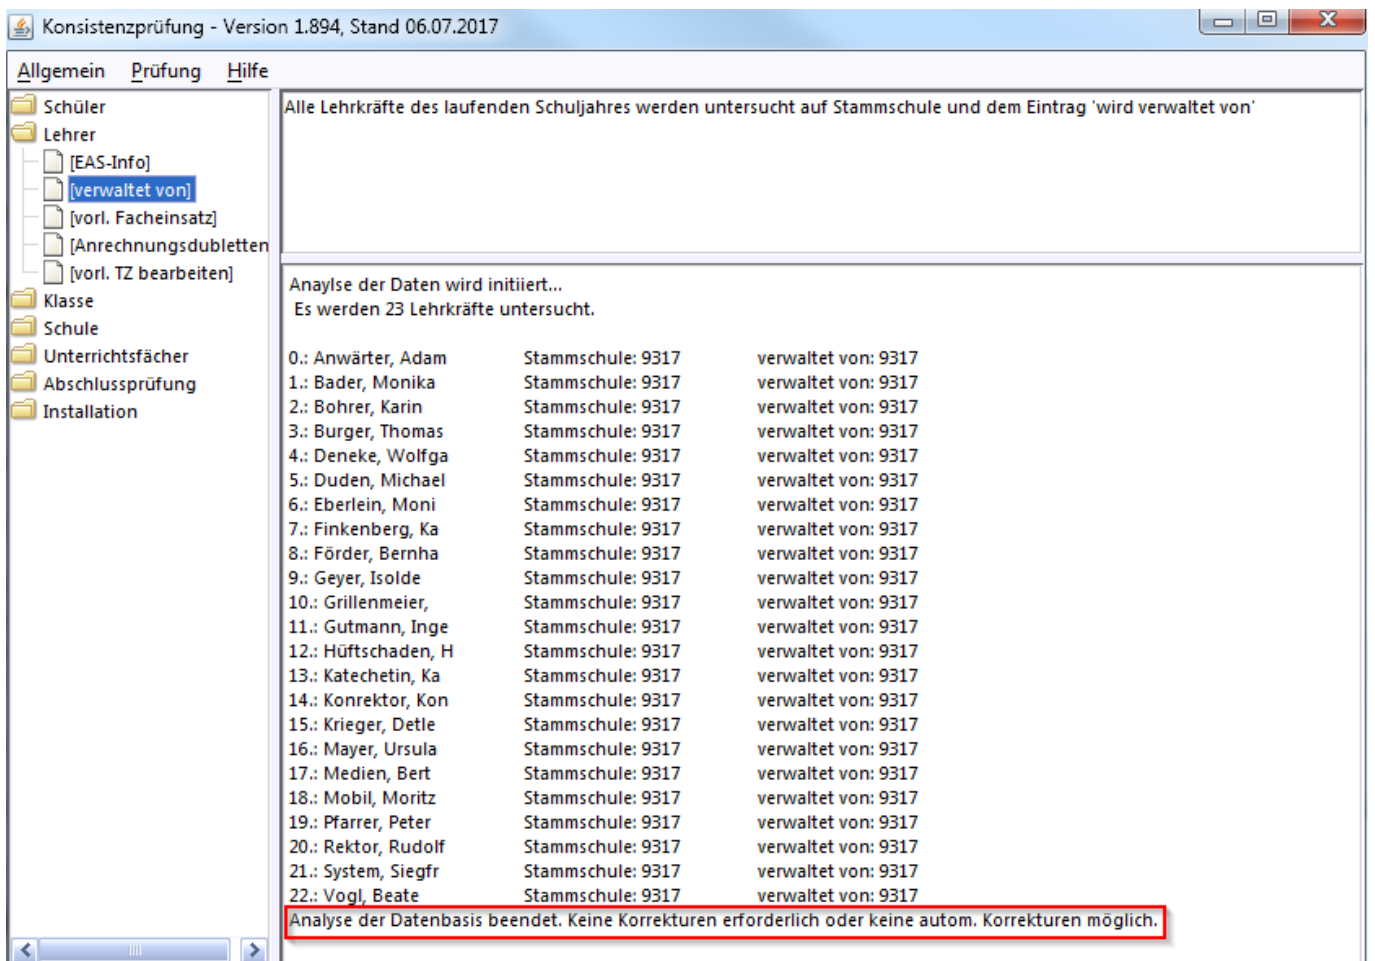 Konsistenzprüfung - Version 1.894, Stand 06.07.2017
Allgemein Prüfung Hilfe
Schüler
Lehrer
[EAS-Info]
[verwaltet von]
[vorl. Facheinsatz]
[Anrechnungsdubletten
[vorl. TZ bearbeiten]
Klasse
Schule
Unterrichtsfächer
Abschlussprüfung
Installation
Alle Lehrkräfte des laufenden Schuljahres werden untersucht auf Stammschule und dem Eintrag 'wird verwaltet von'
Anaylse der Daten wird initiiert...
Es werden 23 Lehrkräfte untersucht.
0.: Anwärter, Adam Stammschule: 9317 verwaltet von: 9317
1.: Bader, Monika Stammschule: 9317 verwaltet von: 9317
2.: Bohrer, Karin Stammschule: 9317 verwaltet von: 9317
3.: Burger, Thomas Stammschule: 9317 verwaltet von: 9317
4.: Deneke, Wolfga Stammschule: 9317 verwaltet von: 9317
5.: Duden, Michael Stammschule: 9317 verwaltet von: 9317
6.: Eberlein, Moni Stammschule: 9317 verwaltet von: 9317
7.: Finkenberg, Ka Stammschule: 9317 verwaltet von: 9317
8.: Förder, Bernha Stammschule: 9317 verwaltet von: 9317
9.: Geyer, Isolde Stammschule: 9317 verwaltet von: 9317
10.: Grillenmeier, Stammschule: 9317 verwaltet von: 9317
11.: Gutmann, Inge Stammschule: 9317 verwaltet von: 9317
12.: Hüftschaden, H Stammschule: 9317 verwaltet von: 9317
13.: Katechetin, Ka Stammschule: 9317 verwaltet von: 9317
14.: Konrektor, Kon Stammschule: 9317 verwaltet von: 9317
15.: Krieger, Detle Stammschule: 9317 verwaltet von: 9317
16.: Mayer, Ursula Stammschule: 9317 verwaltet von: 9317
17.: Medien, Bert Stammschule: 9317 verwaltet von: 9317
18.: Mobil, Moritz Stammschule: 9317 verwaltet von: 9317
19.: Pfarrer, Peter Stammschule: 9317 verwaltet von: 9317
20.: Rektor, Rudolf Stammschule: 9317 verwaltet von: 9317
21.: System, Siegfr Stammschule: 9317 verwaltet von: 9317
22.: Vogl, Beate Stammschule: 9317 verwaltet von: 9317
Analyse der Datenbasis beendet. Keine Korrekturen erforderlich oder keine autom. Korrekturen möglich.